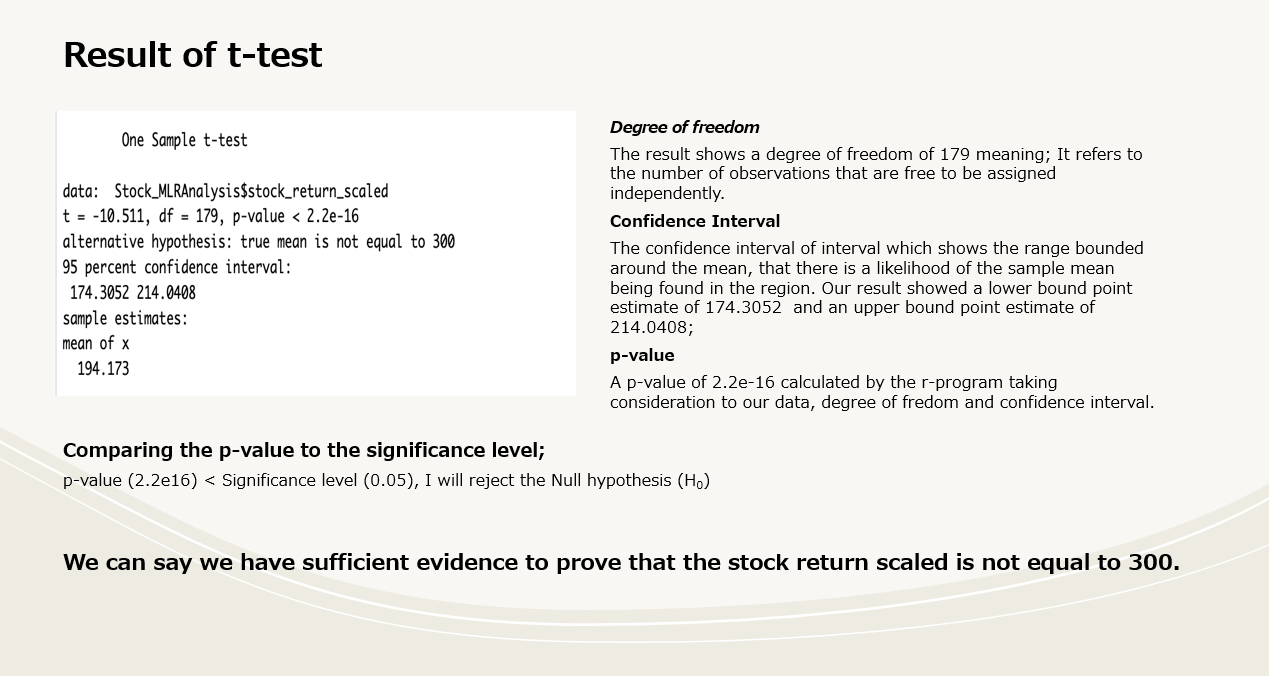 Result of t-test
One Sample t-test
data:  Stock_MLRAnalysis$stock_return_scaled
t = -10.511, df = 179, p-value < 2.2e-16
alternative hypothesis: true mean is not equal to 300
95 percent confidence interval:
174.3052 214.0408
sample estimates:
mean of x
194.173
Degree of freedom
The result shows a degree of freedom of 179 meaning; It refers to
the number of observations that are free to be assigned
independently.
Confidence Interval
The confidence interval of interval which shows the range bounded
around the mean, that there is a likelihood of the sample mean
being found in the region. Our result showed a lower bound point
estimate of 174.3052  and an upper bound point estimate of
214.0408;
p-value
A p-value of 2.2e-16 calculated by the r-program taking
consideration to our data, degree of fredom and confidence interval.
Comparing the p-value to the significance level;
p-value (2.2e16) < Significance level (0.05), I will reject the Null hypothesis (H₀)
We can say we have sufficient evidence to prove that the stock return scaled is not equal to 300.